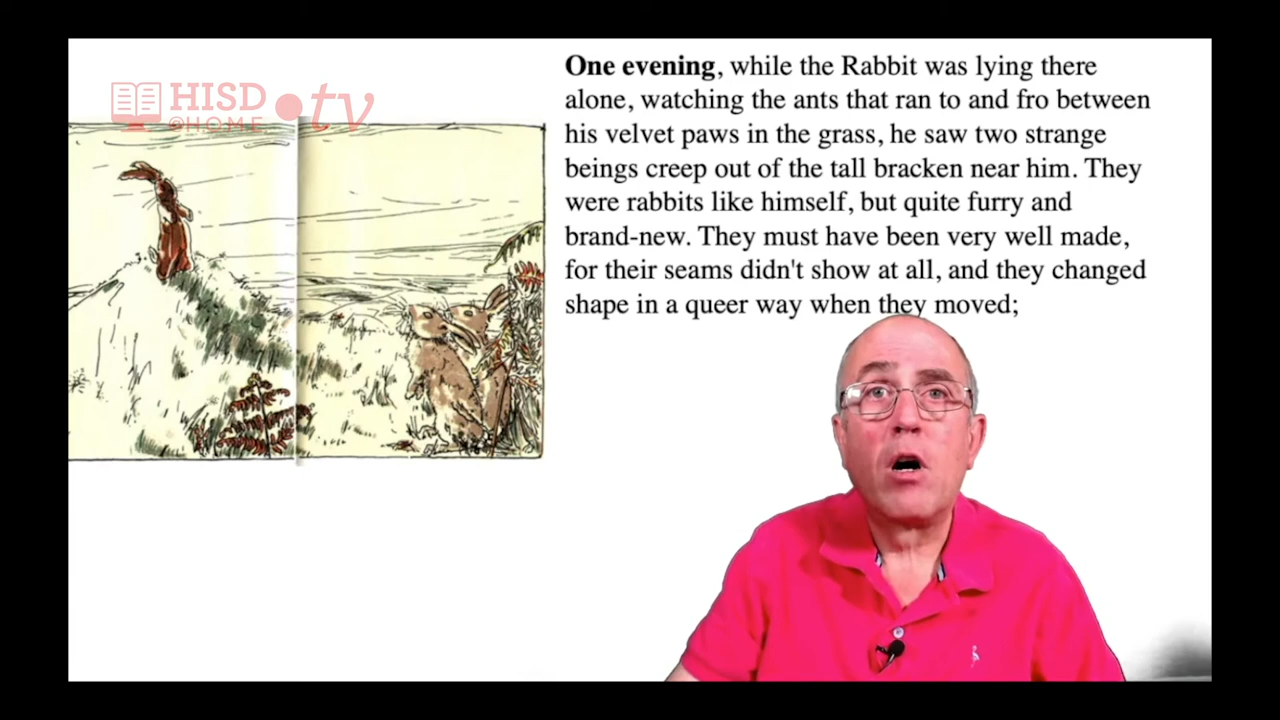 HISD
@HOME
.tv
One evening, while the Rabbit was lying there
alone, watching the ants that ran to and fro between
his velvet paws in the grass, he saw two strange
beings creep out of the tall bracken near him. They
were rabbits like himself, but quite furry and
brand-new. They must have been very well made,
for their seams didn't show at all, and they changed
shape in a queer way when they moved;